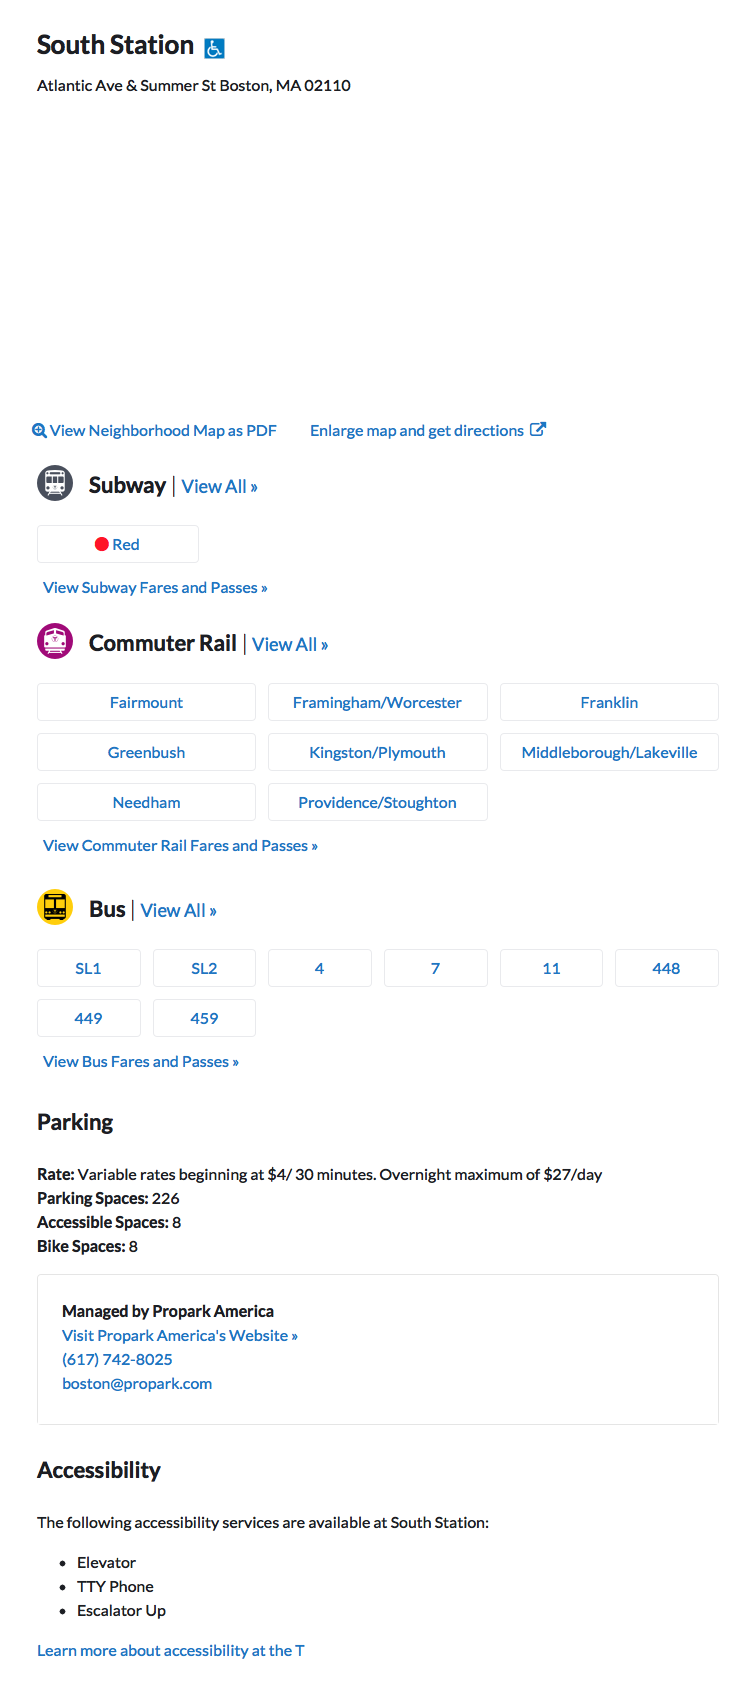 South Station
Atlantic Ave & Summer St Boston, MA 02110
View Neighborhood Map as PDF
Enlarge map and get directions
Subway | View All »
Red
View Subway Fares and Passes »
Commuter Rail | View All »
Fairmount
Framingham/Worcester
Franklin
Greenbush
Kingston/Plymouth
Middleborough/Lakeville
Needham
Providence/Stoughton
View Commuter Rail Fares and Passes »
Bus | View All »
SL1
SL2
4
7
11
448
449
459
View Bus Fares and Passes »
Parking
Rate: Variable rates beginning at $4/ 30 minutes. Overnight maximum of $27/day
Parking Spaces: 226
Accessible Spaces: 8
Bike Spaces: 8
Managed by Propark America
Visit Propark America's Website »
(617) 742-8025
boston@propark.com
Accessibility
The following accessibility services are available at South Station:
• Elevator
• TTY Phone
• Escalator Up
Learn more about accessibility at the T